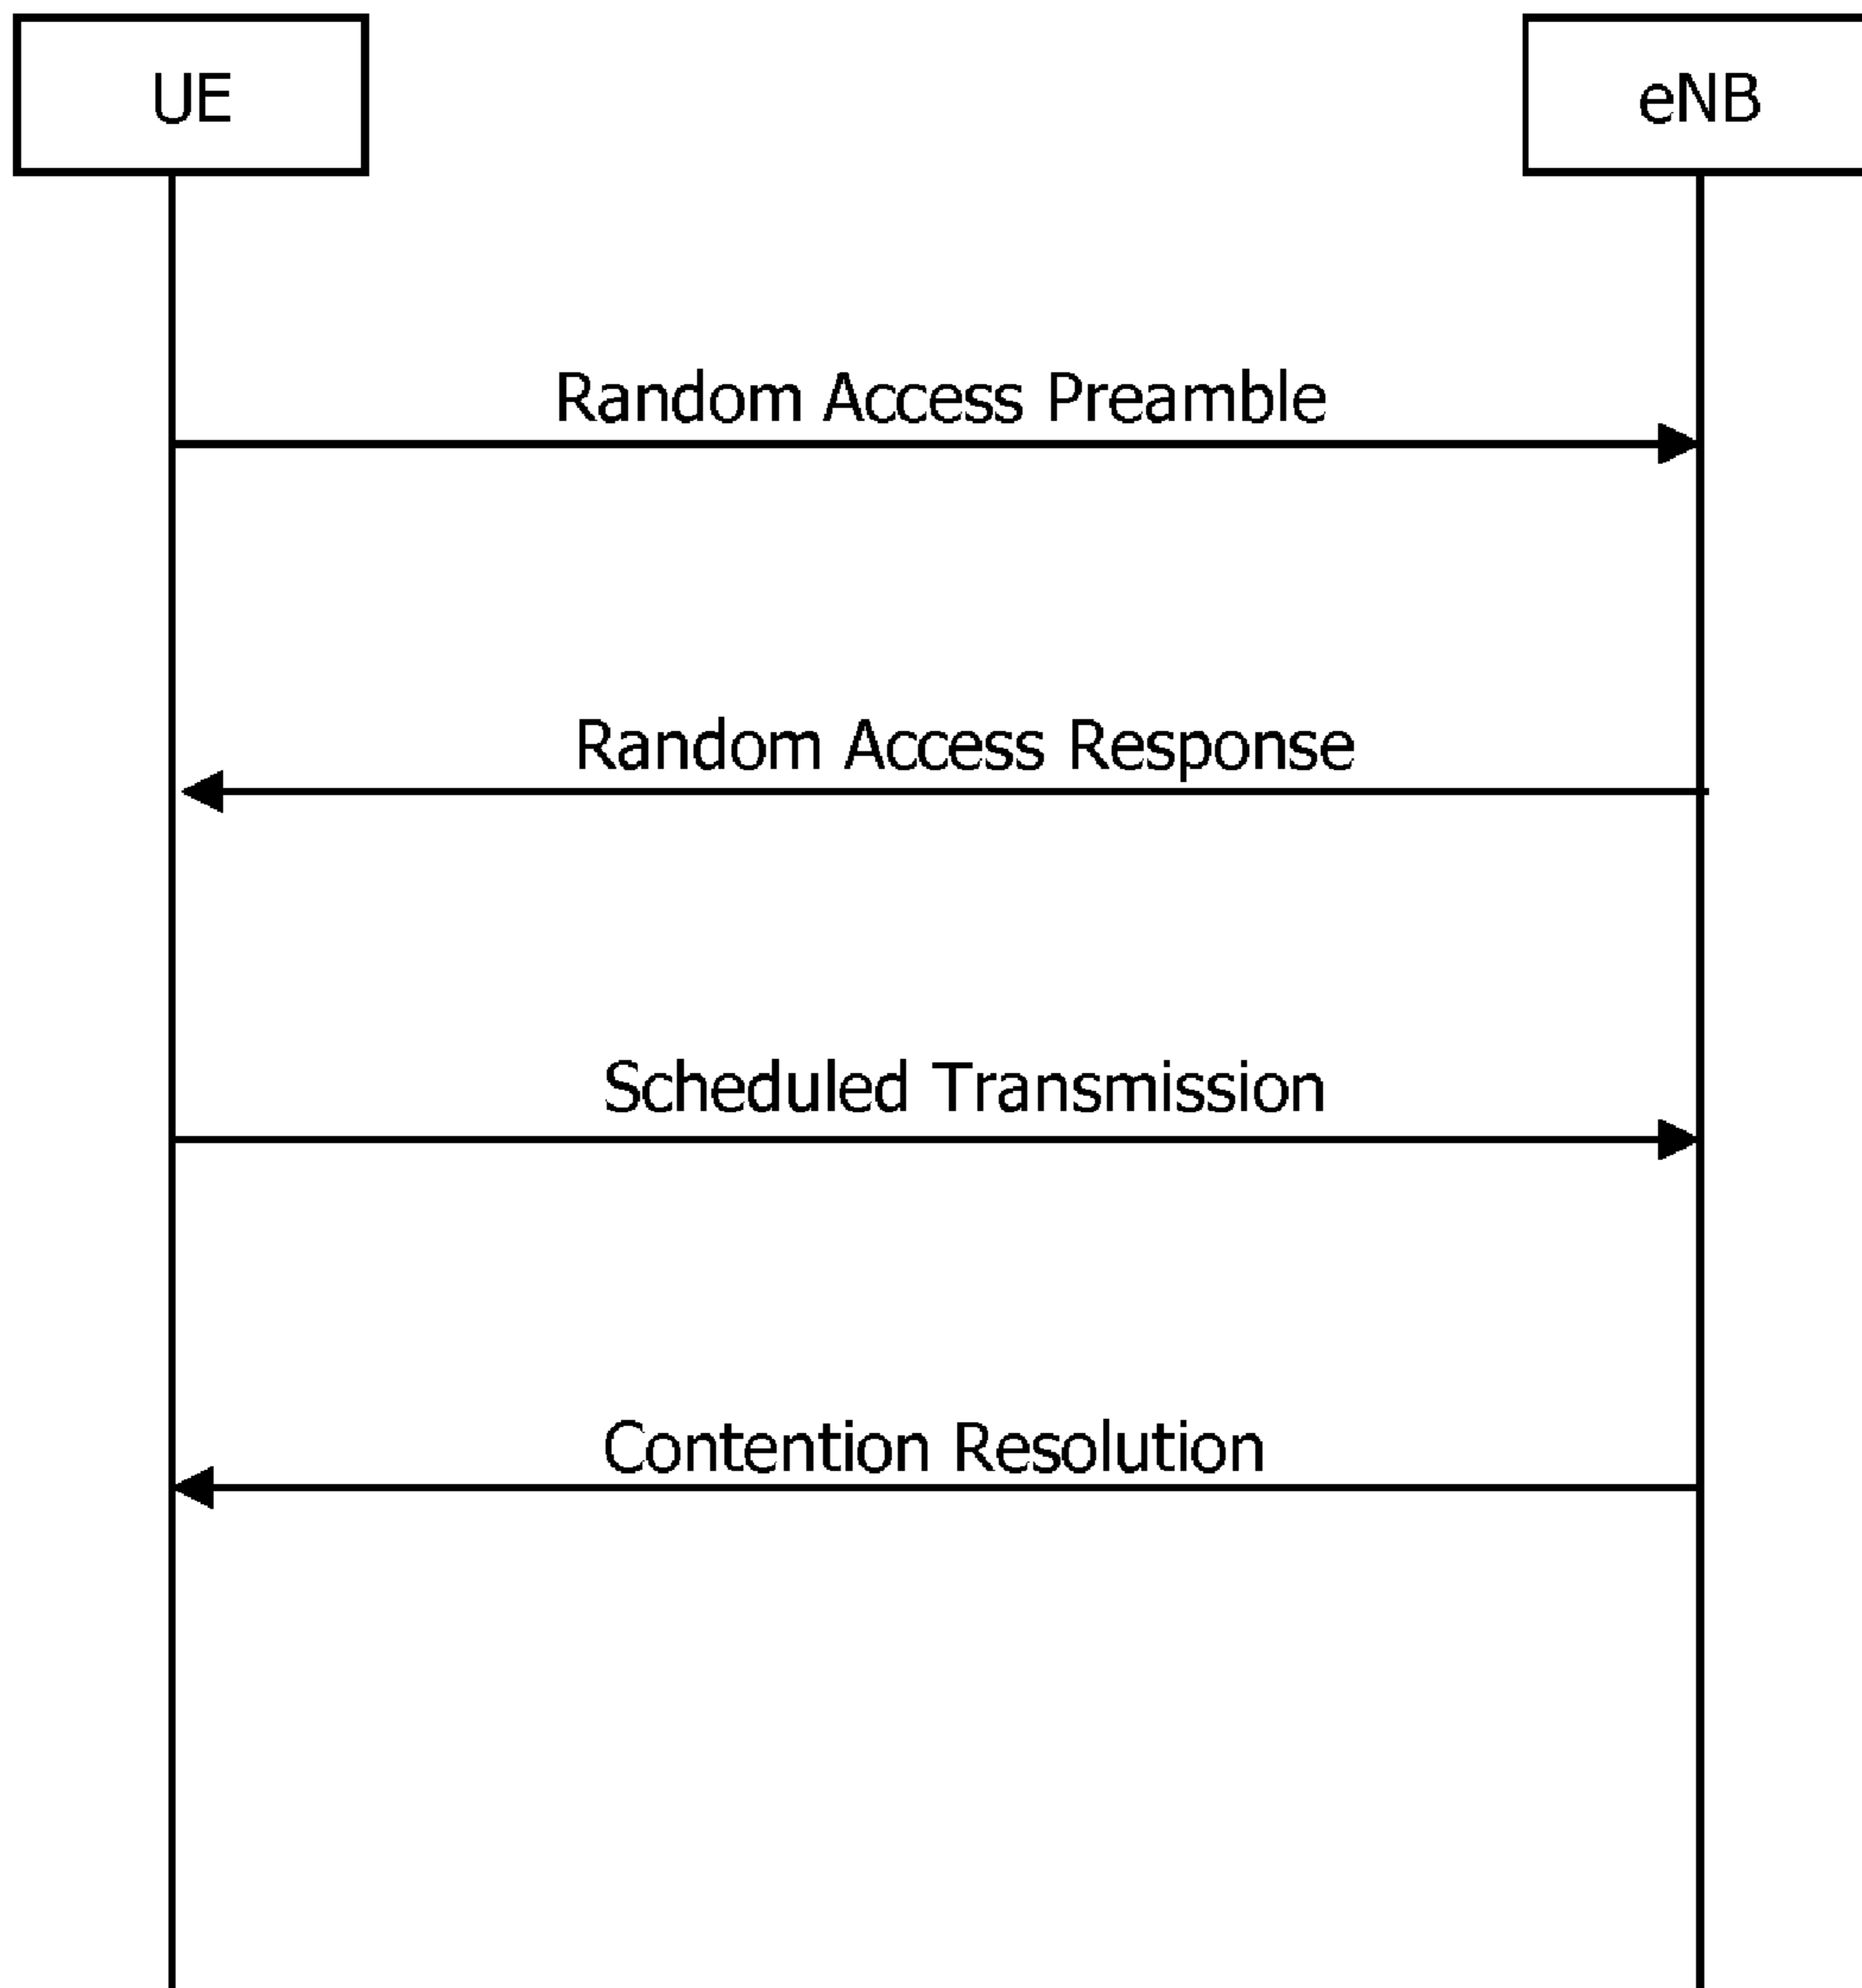 UE
eNB
Random Access Preamble
Random Access Response
Scheduled Transmission
Contention Resolution